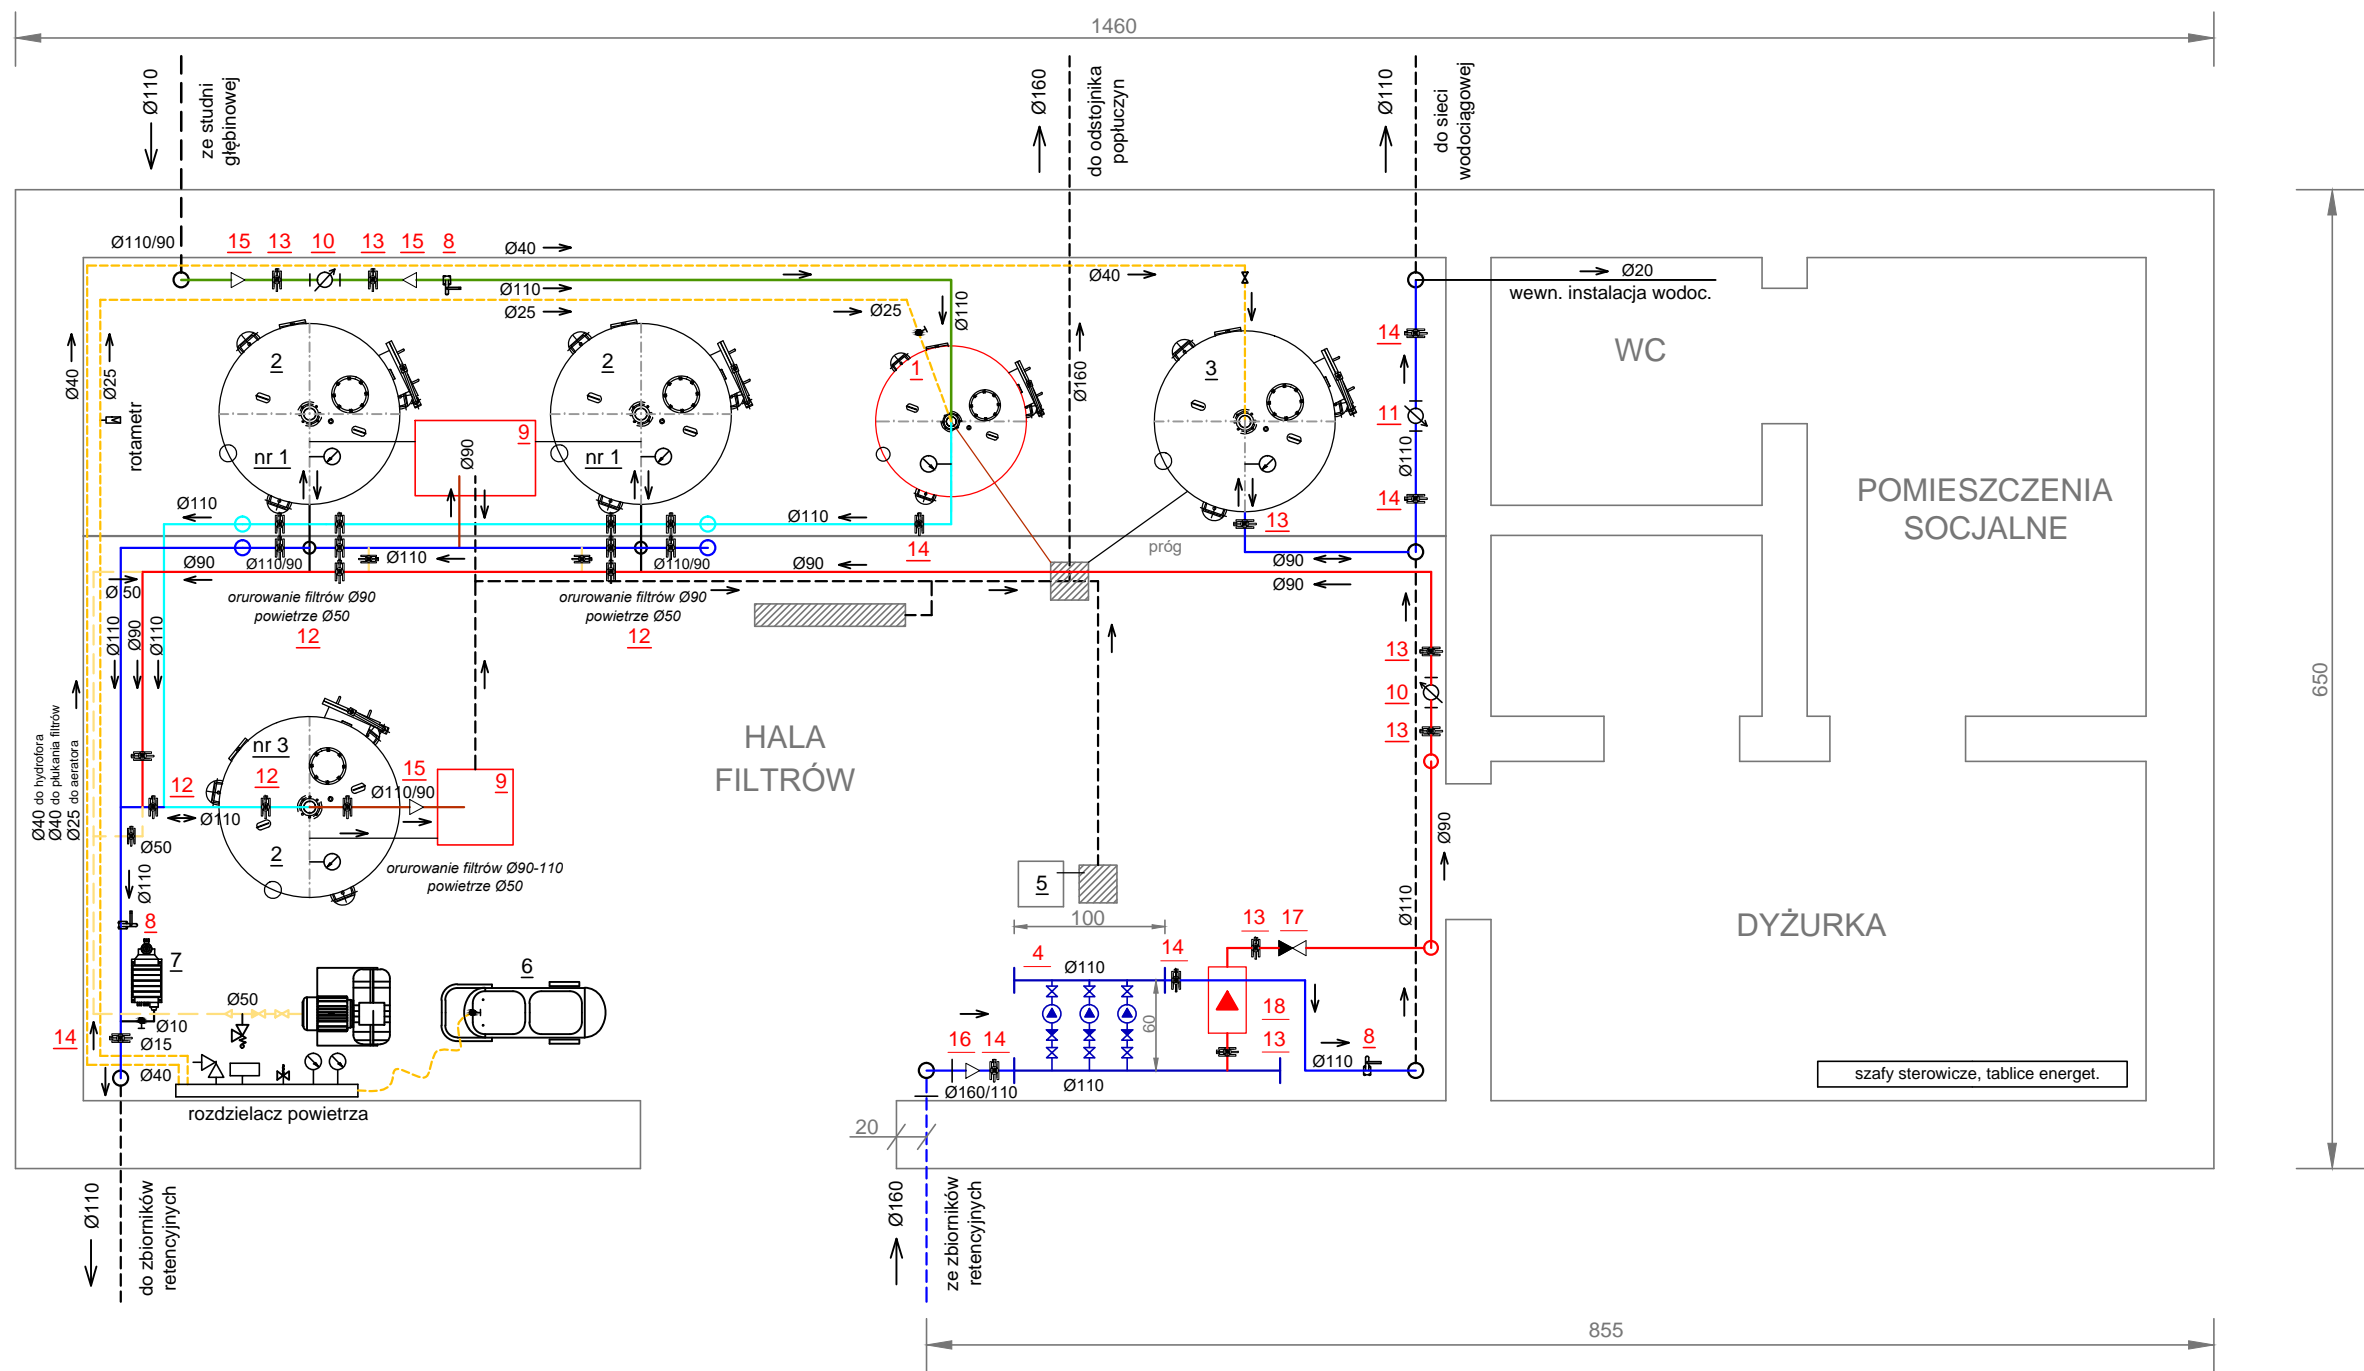 1460
Ø110
ze studni
głębinowej
Ø160
do odstojnika
popłuczyn
Ø110
do sieci
wodociągowej
Ø110/90
15
13
10
13
15
8
Ø40
Ø40
Ø20
wewn. instalacja wodoc.
Ø110
Ø25
Ø25
Ø110
Ø160
Ø40
Ø25
rotametr
2
nr 1
2
nr 1
9
Ø90
1
3
14
11
Ø110
14
WC
POMIESZCZENIA
SOCJALNE
Ø110
Ø110
14
13
próg
Ø90
Ø110/90
Ø110
Ø110/90
Ø90
Ø90
Ø90
Ø50
orurowanie filtrów Ø90
powietrze Ø50
12
orurowanie filtrów Ø90
powietrze Ø50
12
Ø110
Ø90
Ø110
13
10
13
650
HALA
FILTRÓW
Ø40 do hydrofora
Ø40 do płukania filtrów
Ø25 do aeratora
nr 3
12
12
15
Ø110/90
9
Ø110
Ø50
2
orurowanie filtrów Ø90-110
powietrze Ø50
Ø110
8
7
6
Ø50
Ø10
Ø15
Ø40
14
rozdzielacz powietrza
5
100
4
Ø110
14
13
17
18
60
16
14
Ø110
13
Ø160/110
Ø110
8
Ø110
Ø90
DYŻURKA
szafy sterowicze, tablice energet.
20
Ø110
do zbiorników
retencyjnych
Ø160
ze zbiorników
retencyjnych
855